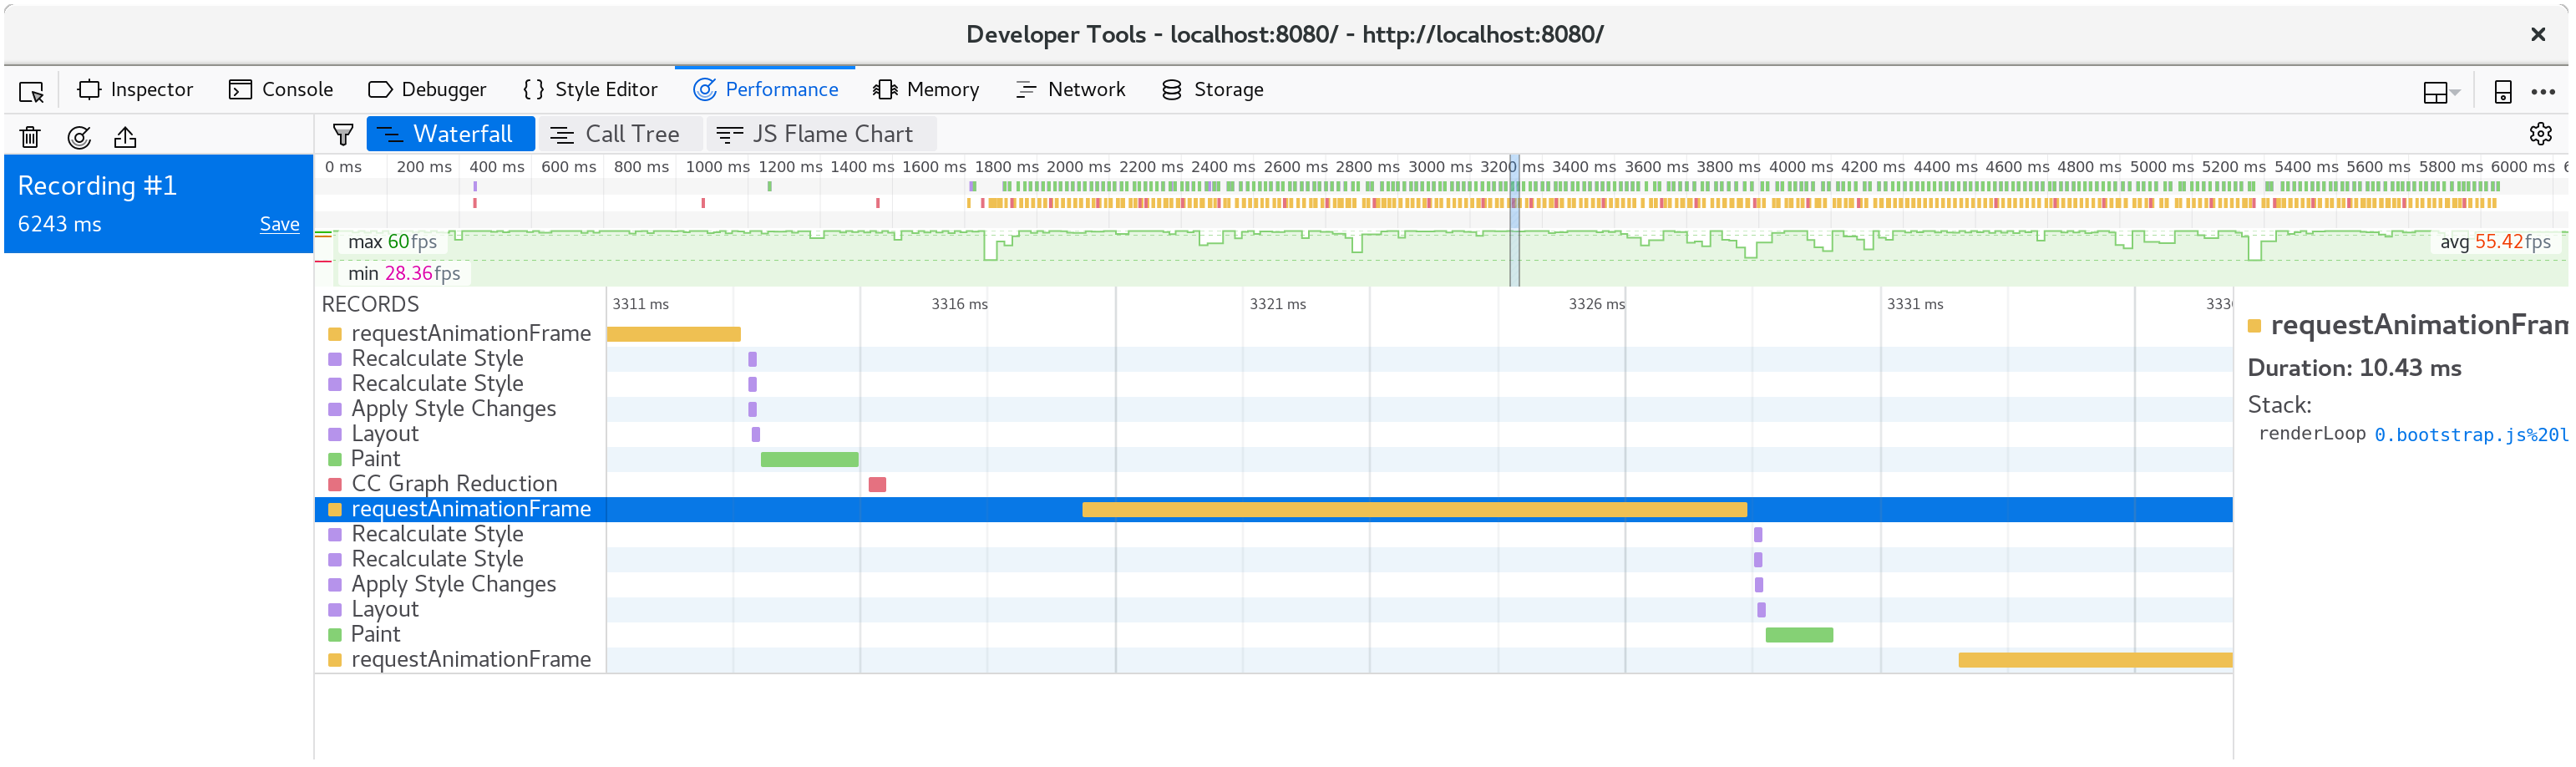 Developer Tools - localhost:8080/ - http://localhost:8080/
Inspector Console Debugger Style Editor Performance Memory Network Storage
Waterfall Call Tree JS Flame Chart
Recording #1
6243 ms Save
0 ms 200 ms 400 ms 600 ms 800 ms 1000 ms 1200 ms 1400 ms 1600 ms 1800 ms 2000 ms 2200 ms 2400 ms 2600 ms 2800 ms 3000 ms 3200 ms 3400 ms 3600 ms 3800 ms 4000 ms 4200 ms 4400 ms 4600 ms 4800 ms 5000 ms 5200 ms 5400 ms 5600 ms 5800 ms 6000 ms
max 60fps
avg 55.42fps
min 28.36fps
RECORDS 3311 ms 3316 ms 3321 ms 3326 ms 3331 ms
requestAnimationFrame
Recalculate Style
Recalculate Style
Apply Style Changes
Layout
Paint
CC Graph Reduction
requestAnimationFrame
Recalculate Style
Recalculate Style
Apply Style Changes
Layout
Paint
requestAnimationFrame
requestAnimationFram
Duration: 10.43 ms
Stack:
renderLoop 0.bootstrap.js%20l